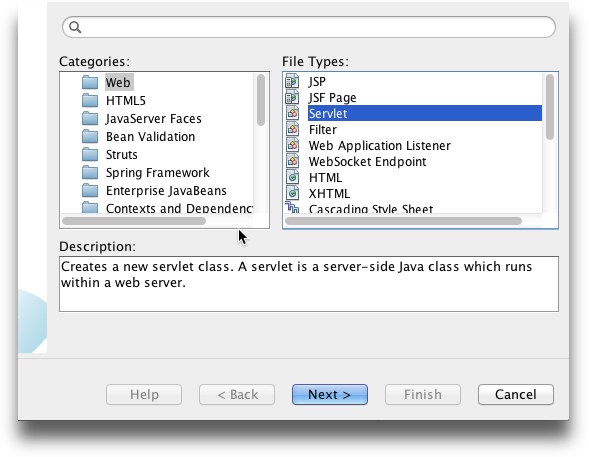 Categories:
Web
HTML5
JavaServer Faces
Bean Validation
Struts
Spring Framework
Enterprise JavaBeans
Contexts and Dependenc
File Types:
JSP
JSF Page
Servlet
Filter
Web Application Listener
WebSocket Endpoint
HTML
XHTML
Cascading Style Sheet
Description:
Creates a new servlet class. A servlet is a server-side Java class which runs
within a web server.
Help
< Back
Next >
Finish
Cancel